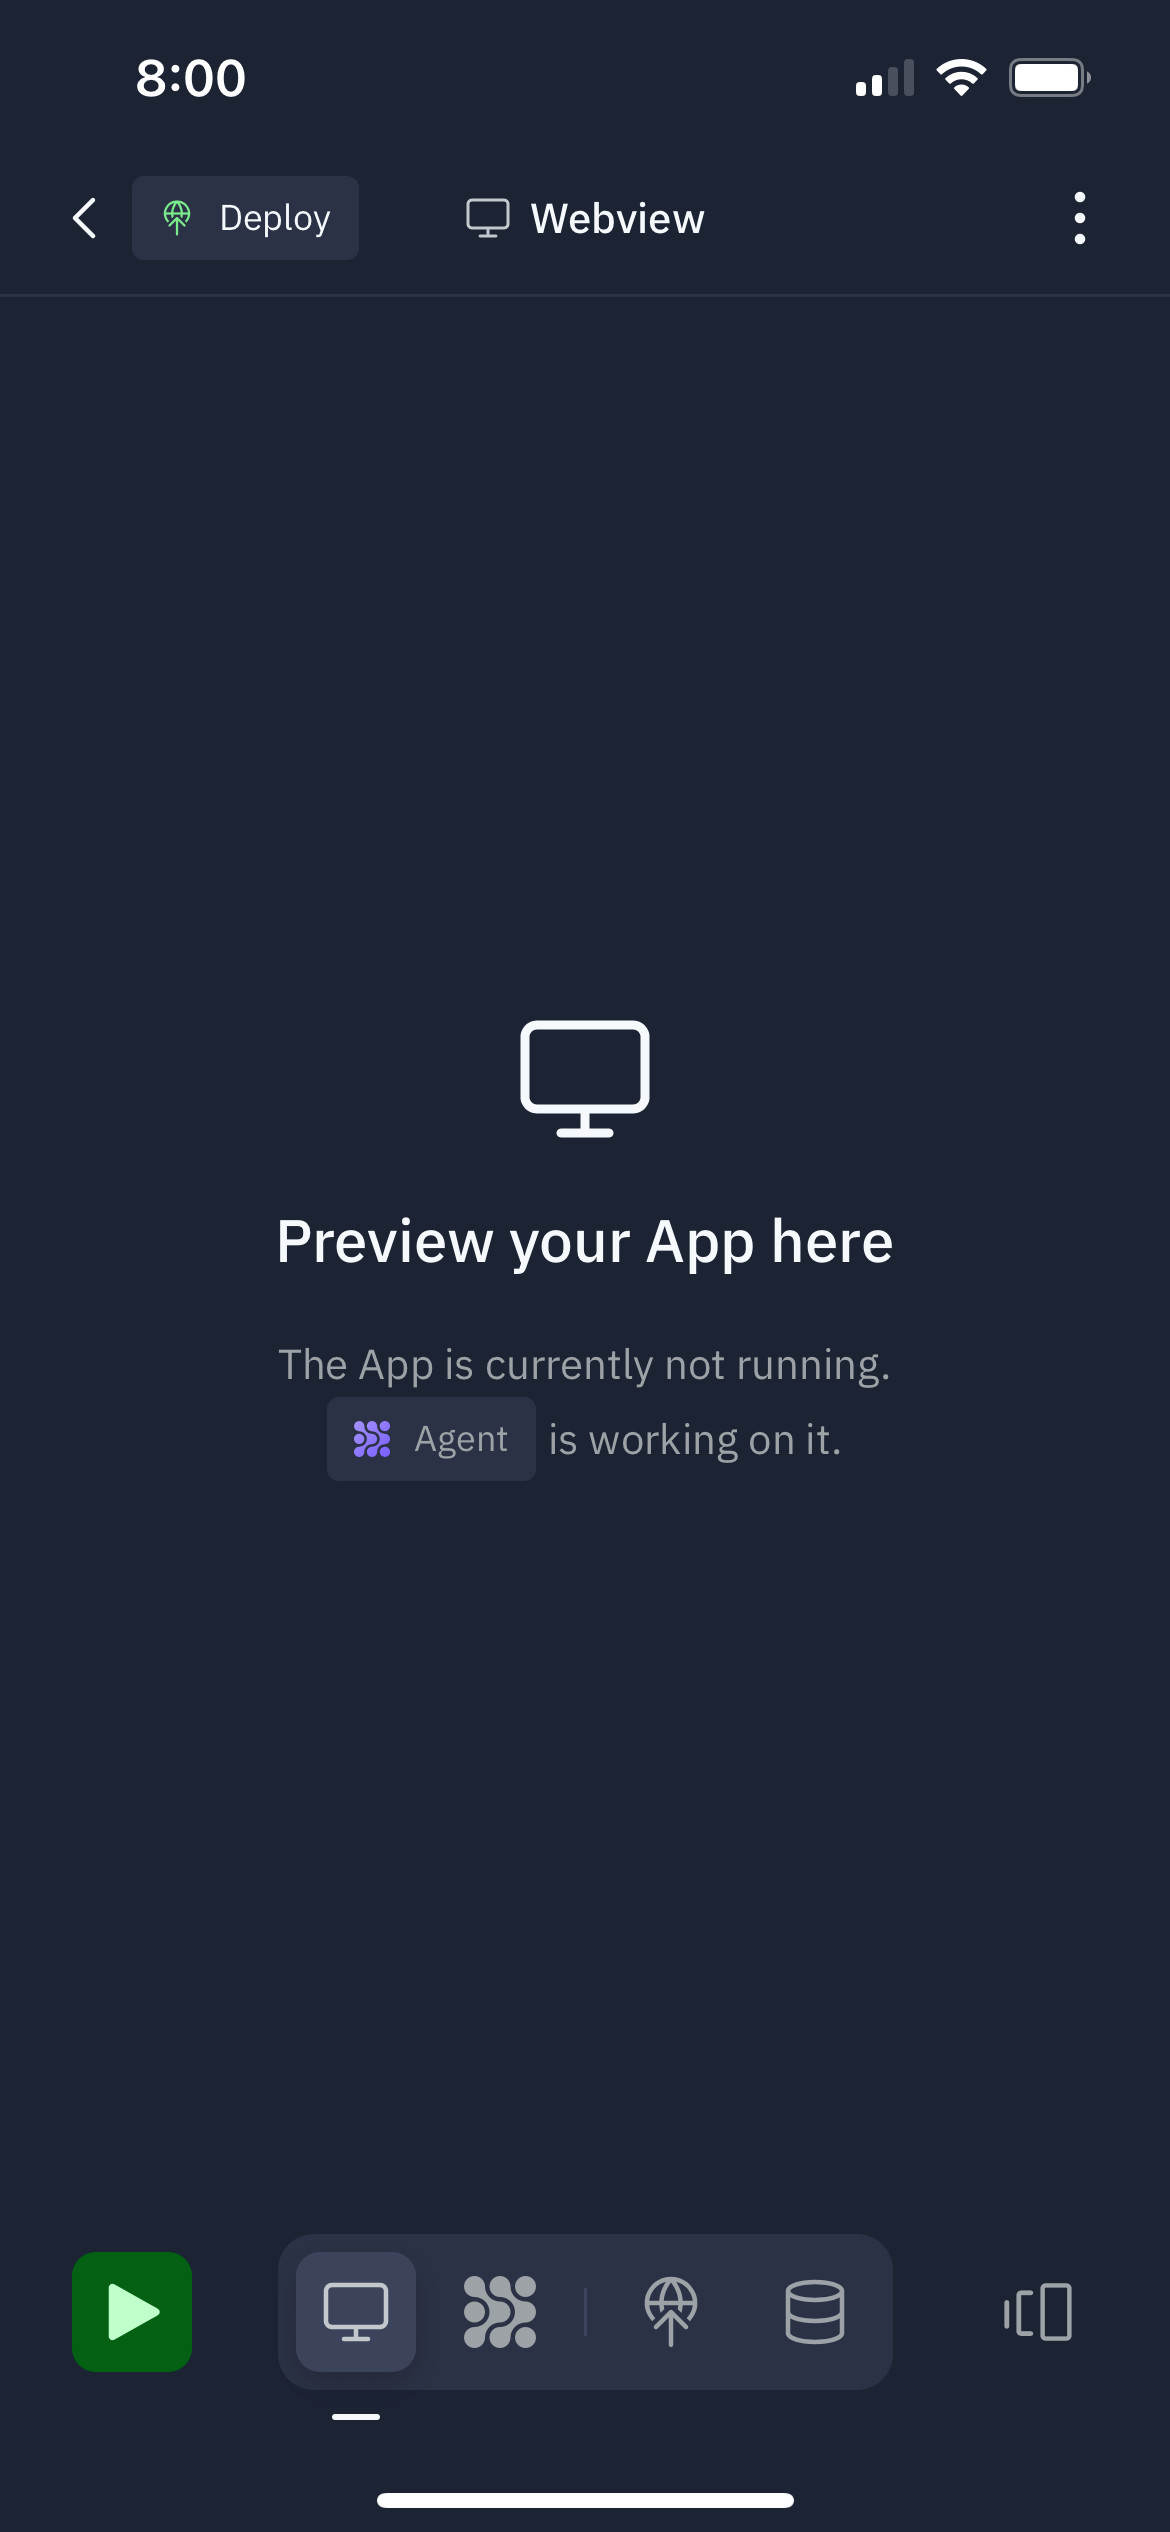 8:00
Deploy
Webview
Preview your App here
The App is currently not running.
Agent is working on it.